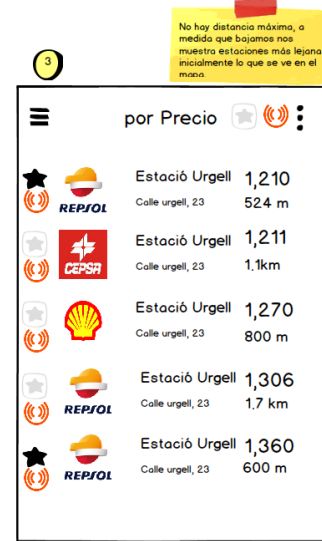 No hay distancia máxima, a
medida que bajamos nos
muestra estaciones más lejana
inicialmente lo que se ve en el
mapa.
3
por Precio
Estació Urgell 1,210
REPSOL Calle urgell, 23 524 m
Estació Urgell 1,211
CEPSA Calle urgell, 23 1.1km
Estació Urgell 1,270
Calle urgell, 23 800 m
Estació Urgell 1,306
REPSOL Calle urgell, 23 1.7 km
Estació Urgell 1,360
REPSOL Calle urgell, 23 600 m